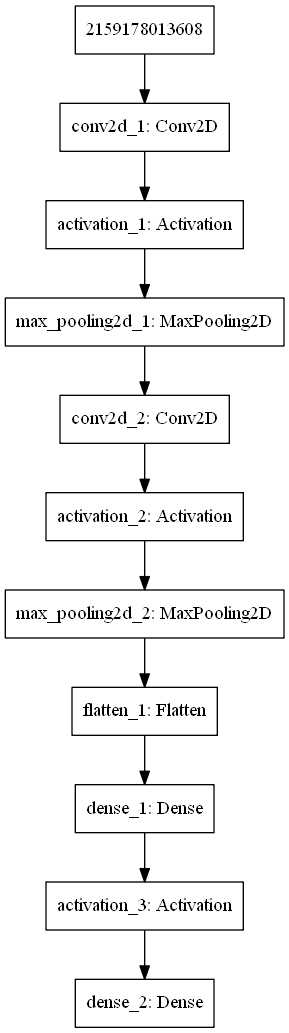 2159178013608
conv2d_1: Conv2D
activation_1: Activation
max_pooling2d_1: MaxPooling2D
conv2d_2: Conv2D
activation_2: Activation
max_pooling2d_2: MaxPooling2D
flatten_1: Flatten
dense_1: Dense
activation_3: Activation
dense_2: Dense